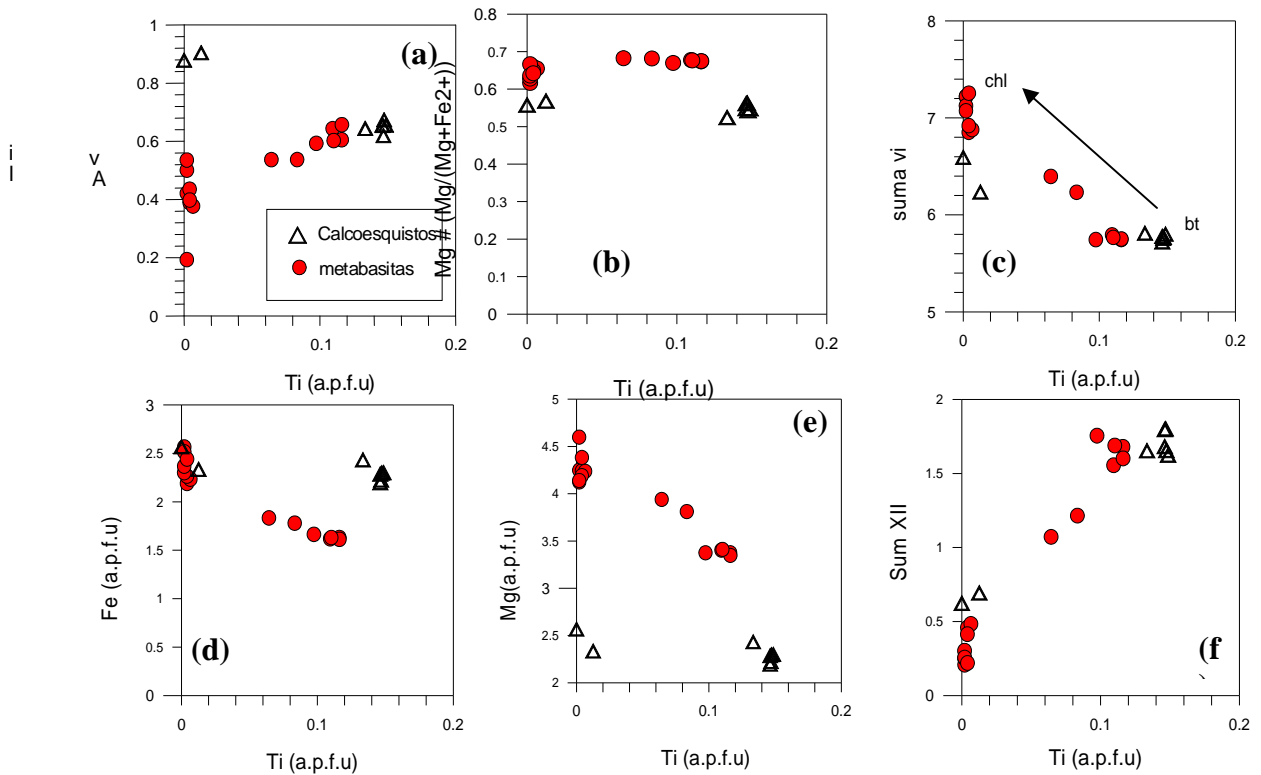 i
l
v
A
1
0.8
0.6
0.4
0.2
0
(a)
Calcoesquistos
metabasitas
0
0.1
0.2
Ti (a.p.f.u)
Mg # (Mg/(Mg+Fe2+))
0.8
0.7
0.6
0.5
0.4
0.3
0.2
0.1
0
(b)
0
0.1
0.2
Ti (a.p.f.u)
suma vi
8
7
6
5
chl
bt
(c)
0
0.1
0.2
Ti (a.p.f.u)
Fe (a.p.f.u)
3
2.5
2
1.5
1
0.5
0
(d)
0
0.1
0.2
Ti (a.p.f.u)
Mg(a.p.f.u)
5
4.5
4
3.5
3
2.5
2
(e)
0
0.1
0.2
Ti (a.p.f.u)
Sum XII
2
1.5
1
0.5
0
(f
0
0.1
0.2
Ti (a.p.f.u)